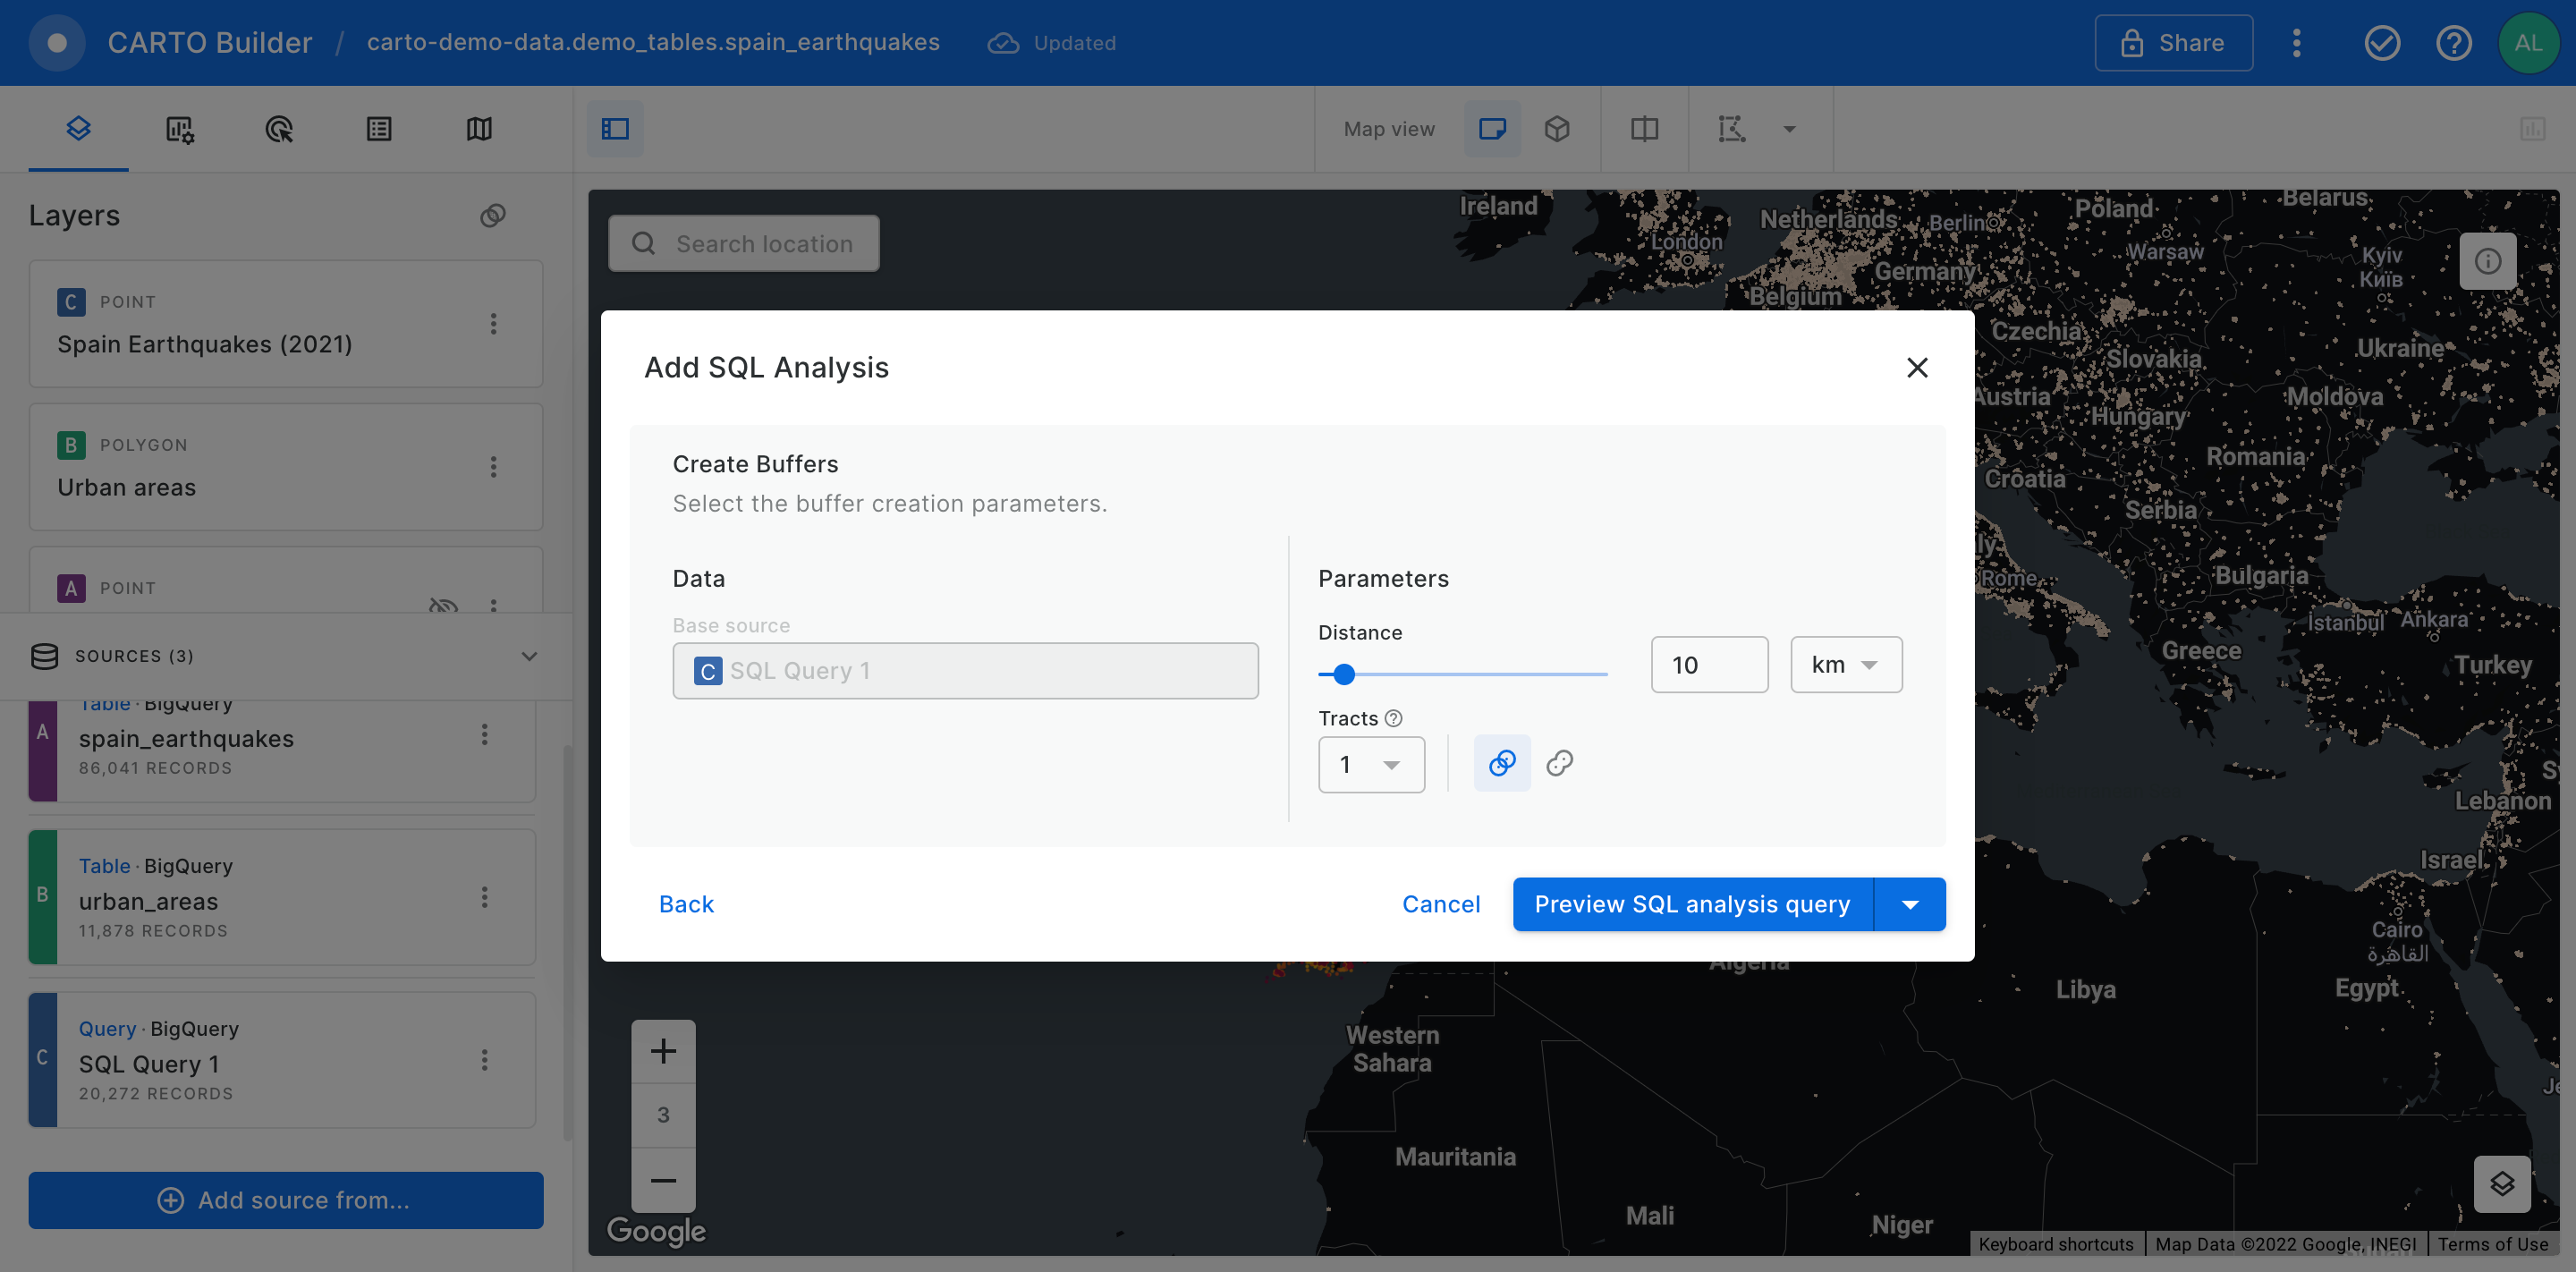 CARTO Builder / carto-demo-data.demo_tables.spain_earthquakes Updated Share AL
Map view
Layers
C POINT
Spain Earthquakes (2021)
B POLYGON
Urban areas
A POINT
SOURCES (3)
A
Table · BigQuery
spain_earthquakes
86,041 RECORDS
B
Table · BigQuery
urban_areas
11,878 RECORDS
C
Query · BigQuery
SQL Query 1
20,272 RECORDS
Add source from...
Search location
Add SQL Analysis
Create Buffers
Select the buffer creation parameters.
Data
Base source
C SQL Query 1
Parameters
Distance
10 km
Tracts
1
Back Cancel Preview SQL analysis query
Ireland
London
Netherlands
Berlin
Poland
Belarus
Warsaw
Germany
Belgium
Kyiv
Київ
Czechia
Slovakia
Ukraine
Austria
Hungary
Moldova
Croatia
Romania
Serbia
Rome
Bulgaria
İstanbul
Ankara
Greece
Turkey
Lebanon
Israel
Cairo
القاهرة
Algeria
Libya
Egypt
Western
Sahara
Mauritania
Mali
Niger
3
Google
Keyboard shortcuts Map Data ©2022 Google, INEGI Terms of Use